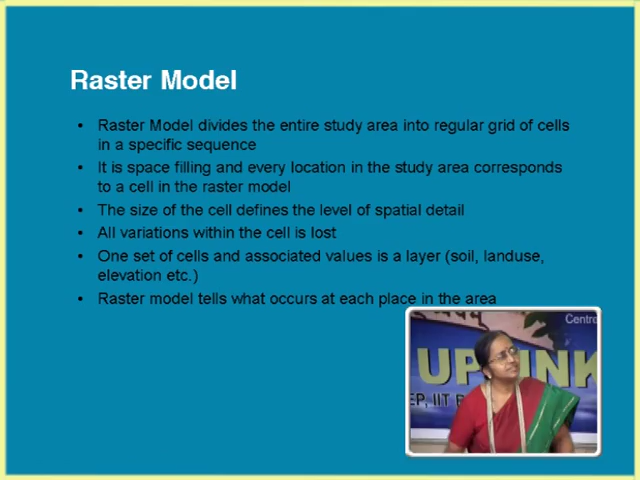 Raster Model
• Raster Model divides the entire study area into regular grid of cells
in a specific sequence
• It is space filling and every location in the study area corresponds
to a cell in the raster model
• The size of the cell defines the level of spatial detail
• All variations within the cell is lost
• One set of cells and associated values is a layer (soil, landuse,
elevation etc.)
• Raster model tells what occurs at each place in the area
Centre
UP
INK
EP, IIT